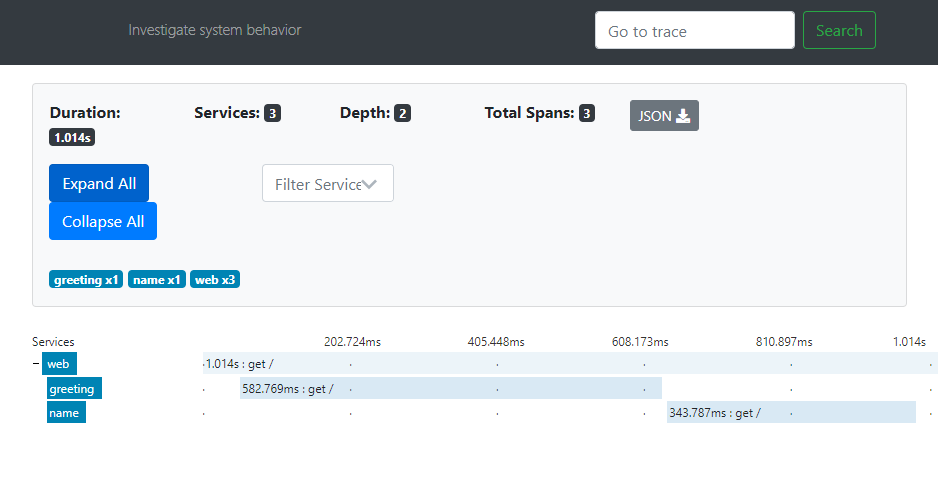 Investigate system behavior
Go to trace
Search
Duration: 1.014s
Services: 3
Depth: 2
Total Spans: 3
JSON
Expand All
Filter Service
Collapse All
greeting x1 name x1 web x3
Services 202.724ms 405.448ms 608.173ms 810.897ms 1.014s
− web 1.014s : get /
greeting 582.769ms : get /
name 343.787ms : get /